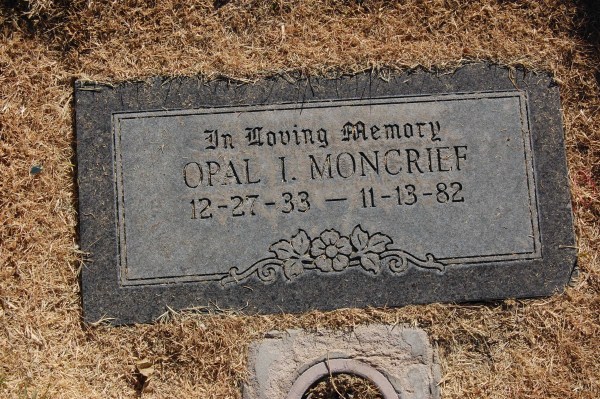 In Loving Memory
OPAL I. MONCRIEF
12-27-33 — 11-13-82